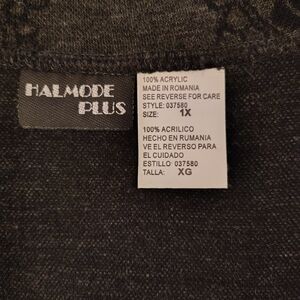 HALMODE
PLUS
100% ACRYLIC
MADE IN ROMANIA
SEE REVERSE FOR CARE
STYLE: 037580
SIZE: 1X
100% ACRILICO
HECHO EN RUMANIA
VE EL REVERSO PARA
EL CUIDADO
ESTILLO: 037580
TALLA: XG